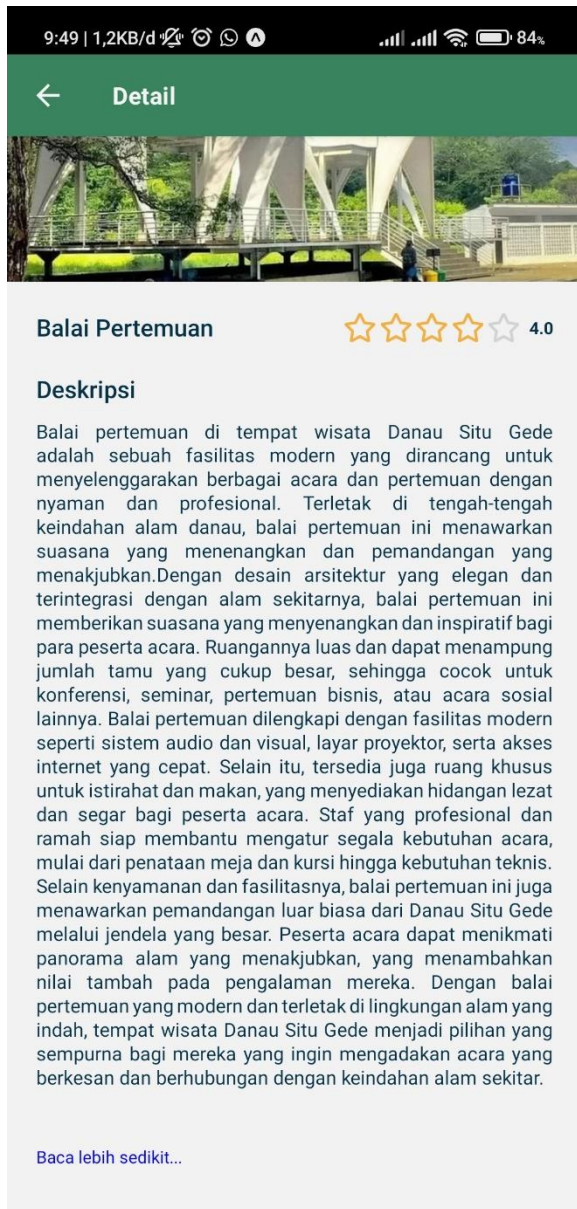 9:49 | 1,2KB/d
84%
Detail
Balai Pertemuan
4.0
Deskripsi
Balai pertemuan di tempat wisata Danau Situ Gede
adalah sebuah fasilitas modern yang dirancang untuk
menyelenggarakan berbagai acara dan pertemuan dengan
nyaman dan profesional. Terletak di tengah-tengah
keindahan alam danau, balai pertemuan ini menawarkan
suasana yang menenangkan dan pemandangan yang
menakjubkan.Dengan desain arsitektur yang elegan dan
terintegrasi dengan alam sekitarnya, balai pertemuan ini
memberikan suasana yang menyenangkan dan inspiratif bagi
para peserta acara. Ruangannya luas dan dapat menampung
jumlah tamu yang cukup besar, sehingga cocok untuk
konferensi, seminar, pertemuan bisnis, atau acara sosial
lainnya. Balai pertemuan dilengkapi dengan fasilitas modern
seperti sistem audio dan visual, layar proyektor, serta akses
internet yang cepat. Selain itu, tersedia juga ruang khusus
untuk istirahat dan makan, yang menyediakan hidangan lezat
dan segar bagi peserta acara. Staf yang profesional dan
ramah siap membantu mengatur segala kebutuhan acara,
mulai dari penataan meja dan kursi hingga kebutuhan teknis.
Selain kenyamanan dan fasilitasnya, balai pertemuan ini juga
menawarkan pemandangan luar biasa dari Danau Situ Gede
melalui jendela yang besar. Peserta acara dapat menikmati
panorama alam yang menakjubkan, yang menambahkan
nilai tambah pada pengalaman mereka. Dengan balai
pertemuan yang modern dan terletak di lingkungan alam yang
indah, tempat wisata Danau Situ Gede menjadi pilihan yang
sempurna bagi mereka yang ingin mengadakan acara yang
berkesan dan berhubungan dengan keindahan alam sekitar.
Baca lebih sedikit...